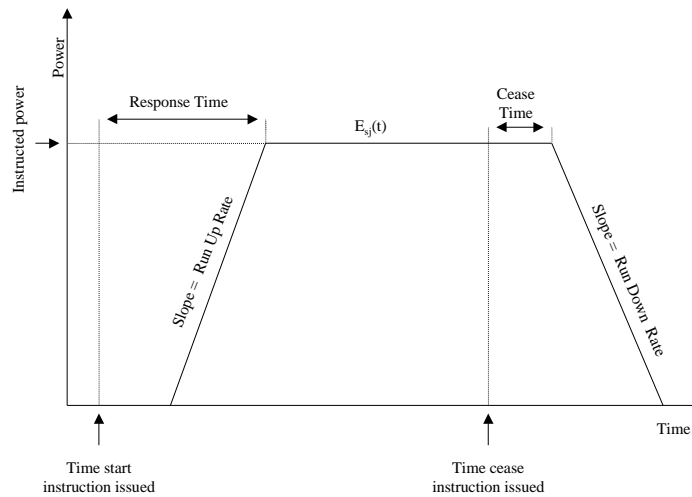 Power
Instructed power
Response Time
Cease
Time
E_sj(t)
Slope = Run Up Rate
Slope = Run Down Rate
Time
Time start
instruction issued
Time cease
instruction issued